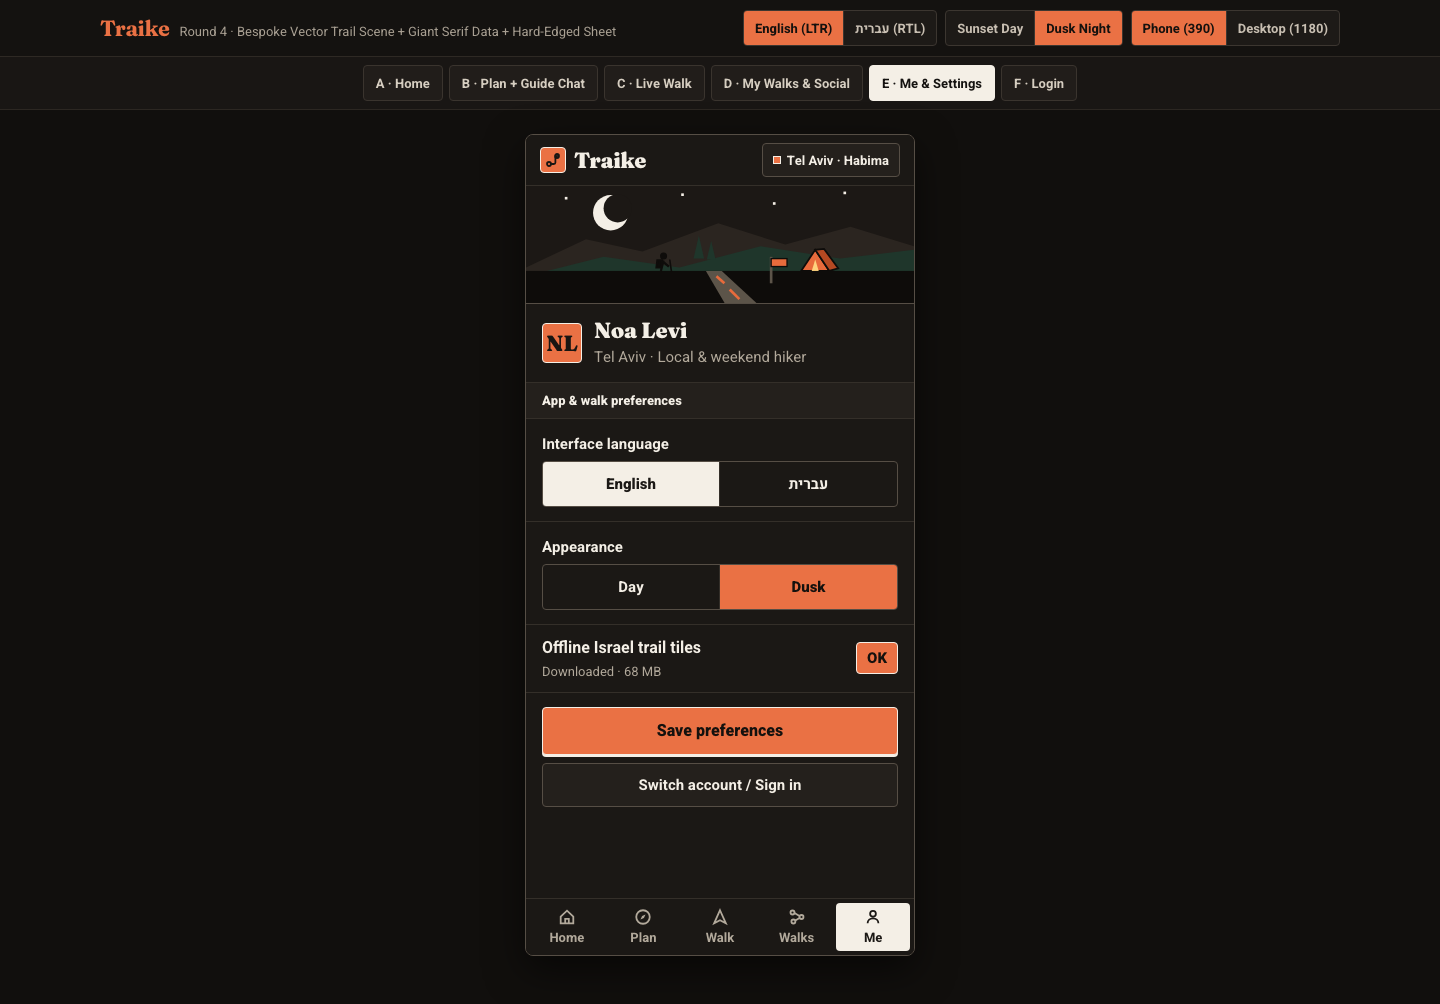 Traike Round 4 · Bespoke Vector Trail Scene + Giant Serif Data + Hard-Edged Sheet
English (LTR) עברית (RTL) Sunset Day Dusk Night Phone (390) Desktop (1180)
A · Home B · Plan + Guide Chat C · Live Walk D · My Walks & Social E · Me & Settings F · Login
Traike Tel Aviv · Habima
NL Noa Levi
Tel Aviv · Local & weekend hiker
App & walk preferences
Interface language
English עברית
Appearance
Day Dusk
Offline Israel trail tiles
Downloaded · 68 MB
OK
Save preferences
Switch account / Sign in
Home Plan Walk Walks Me